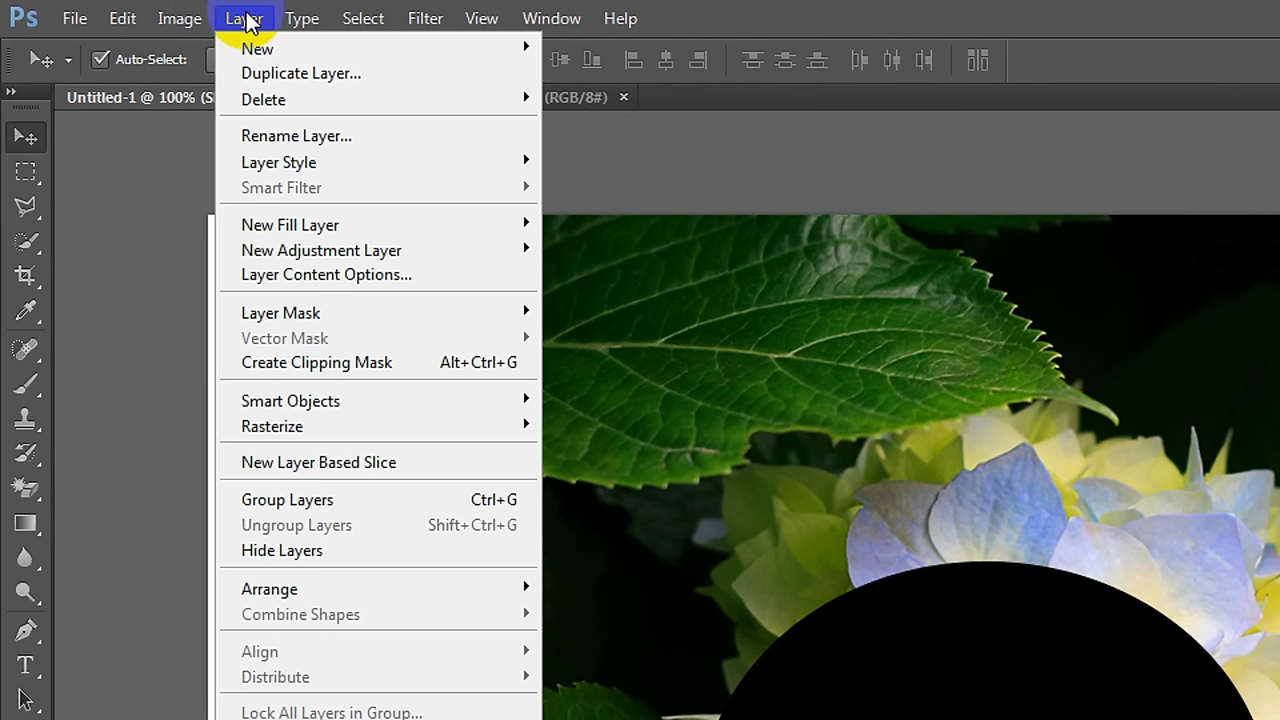 Ps File Edit Image Layer Type Select Filter View Window Help
Auto-Select:
Untitled-1 @ 100% (S (RGB/8#) ×
New
Duplicate Layer...
Delete
Rename Layer...
Layer Style
Smart Filter
New Fill Layer
New Adjustment Layer
Layer Content Options...
Layer Mask
Vector Mask
Create Clipping Mask Alt+Ctrl+G
Smart Objects
Rasterize
New Layer Based Slice
Group Layers Ctrl+G
Ungroup Layers Shift+Ctrl+G
Hide Layers
Arrange
Combine Shapes
Align
Distribute
Lock All Layers in Group...